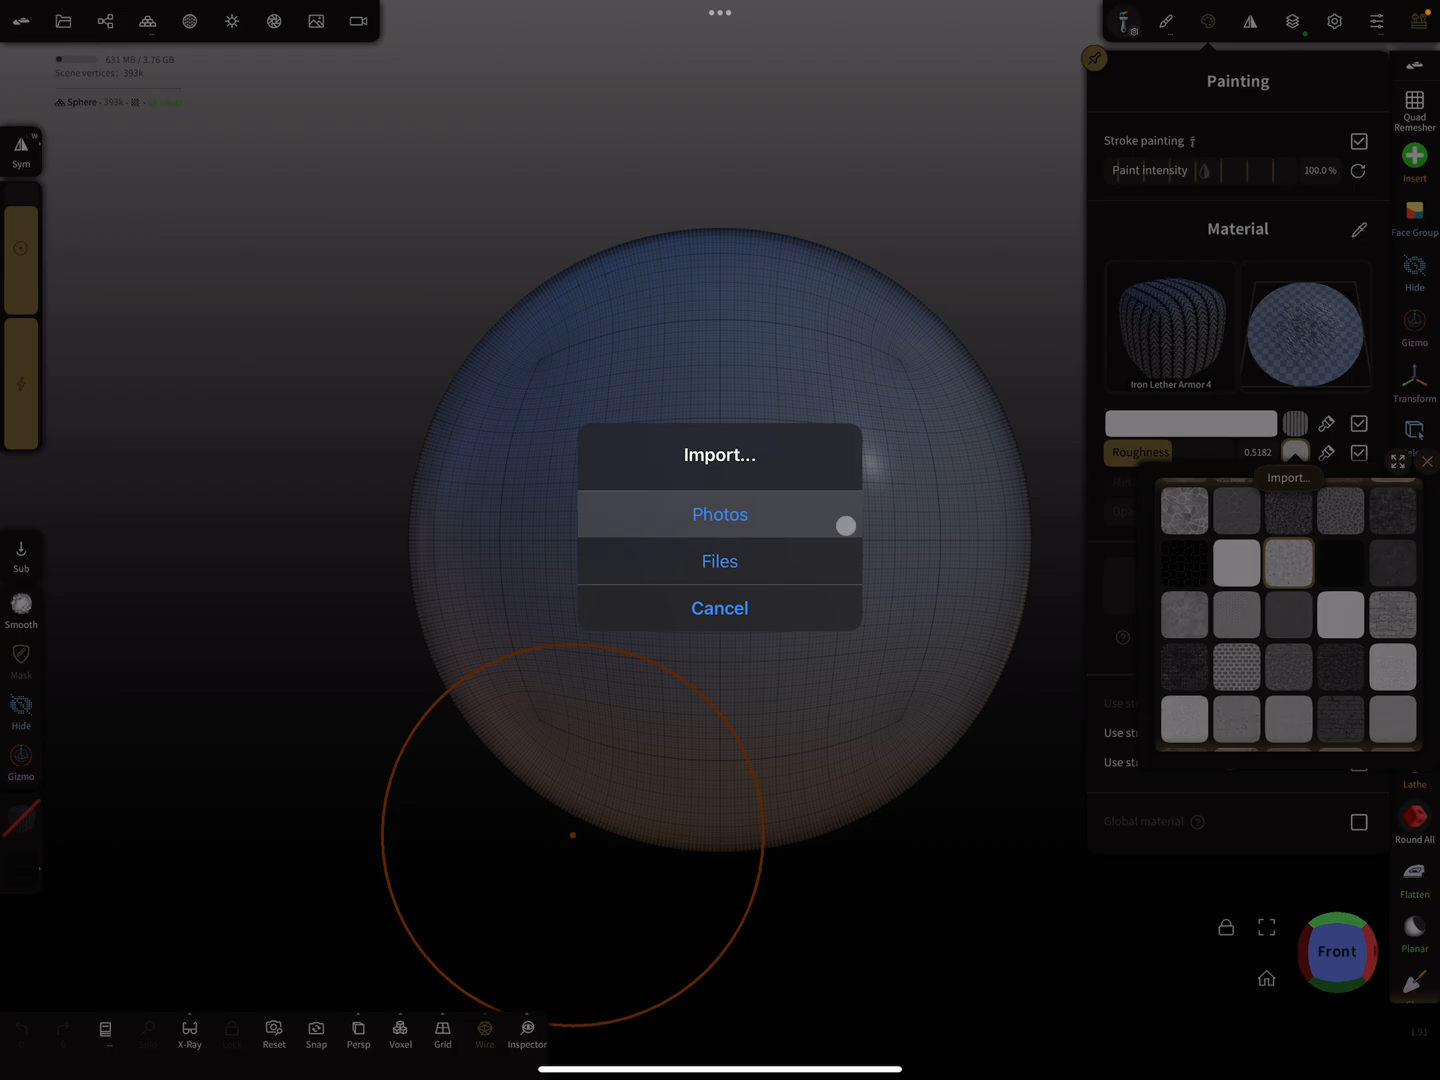 631 MB / 3.76 GB
Scene vertices: 393k
Sphere · 393k ·
Sym
Sub
Smooth
Mask
Hide
Gizmo
Import...
Photos
Files
Cancel
Painting
Stroke painting
Paint intensity
100.0 %
Material
Iron Lether Armor 4
Roughness
0.5182
Import...
Use st
Use st
Use st
Global material
Quad
Remesher
Insert
Face Group
Hide
Gizmo
Transform
Lathe
Round All
Flatten
Planar
Front
1.91
Solo
X-Ray
Lock
Reset
Snap
Persp
Voxel
Grid
Wire
Inspector